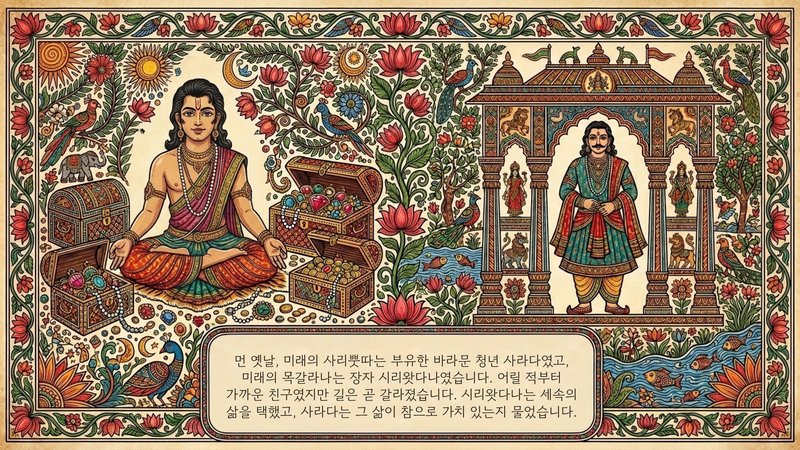 먼 옛날, 미래의 사리뿟따는 부유한 바라문 청년 사라다였고,
미래의 목갈라나는 장자 시리왓다나였습니다. 어릴 적부터
가까운 친구였지만 길은 곧 갈라졌습니다. 시리왓다나는 세속의
삶을 택했고, 사라다는 그 삶이 참으로 가치 있는지 물었습니다.